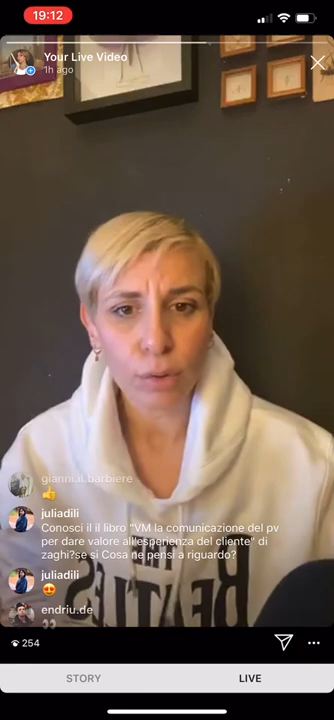 19:12
Your Live Video
1h ago
gianni.il.barbiere
👍
juliadili
Conosci il il libro "VM la comunicazione del pv
per dare valore all'esperienza del cliente" di
zaghi?se si Cosa ne pensi a riguardo?
juliadili
😍
endriu.de
👀
THE
BEATLES
254
STORY
LIVE